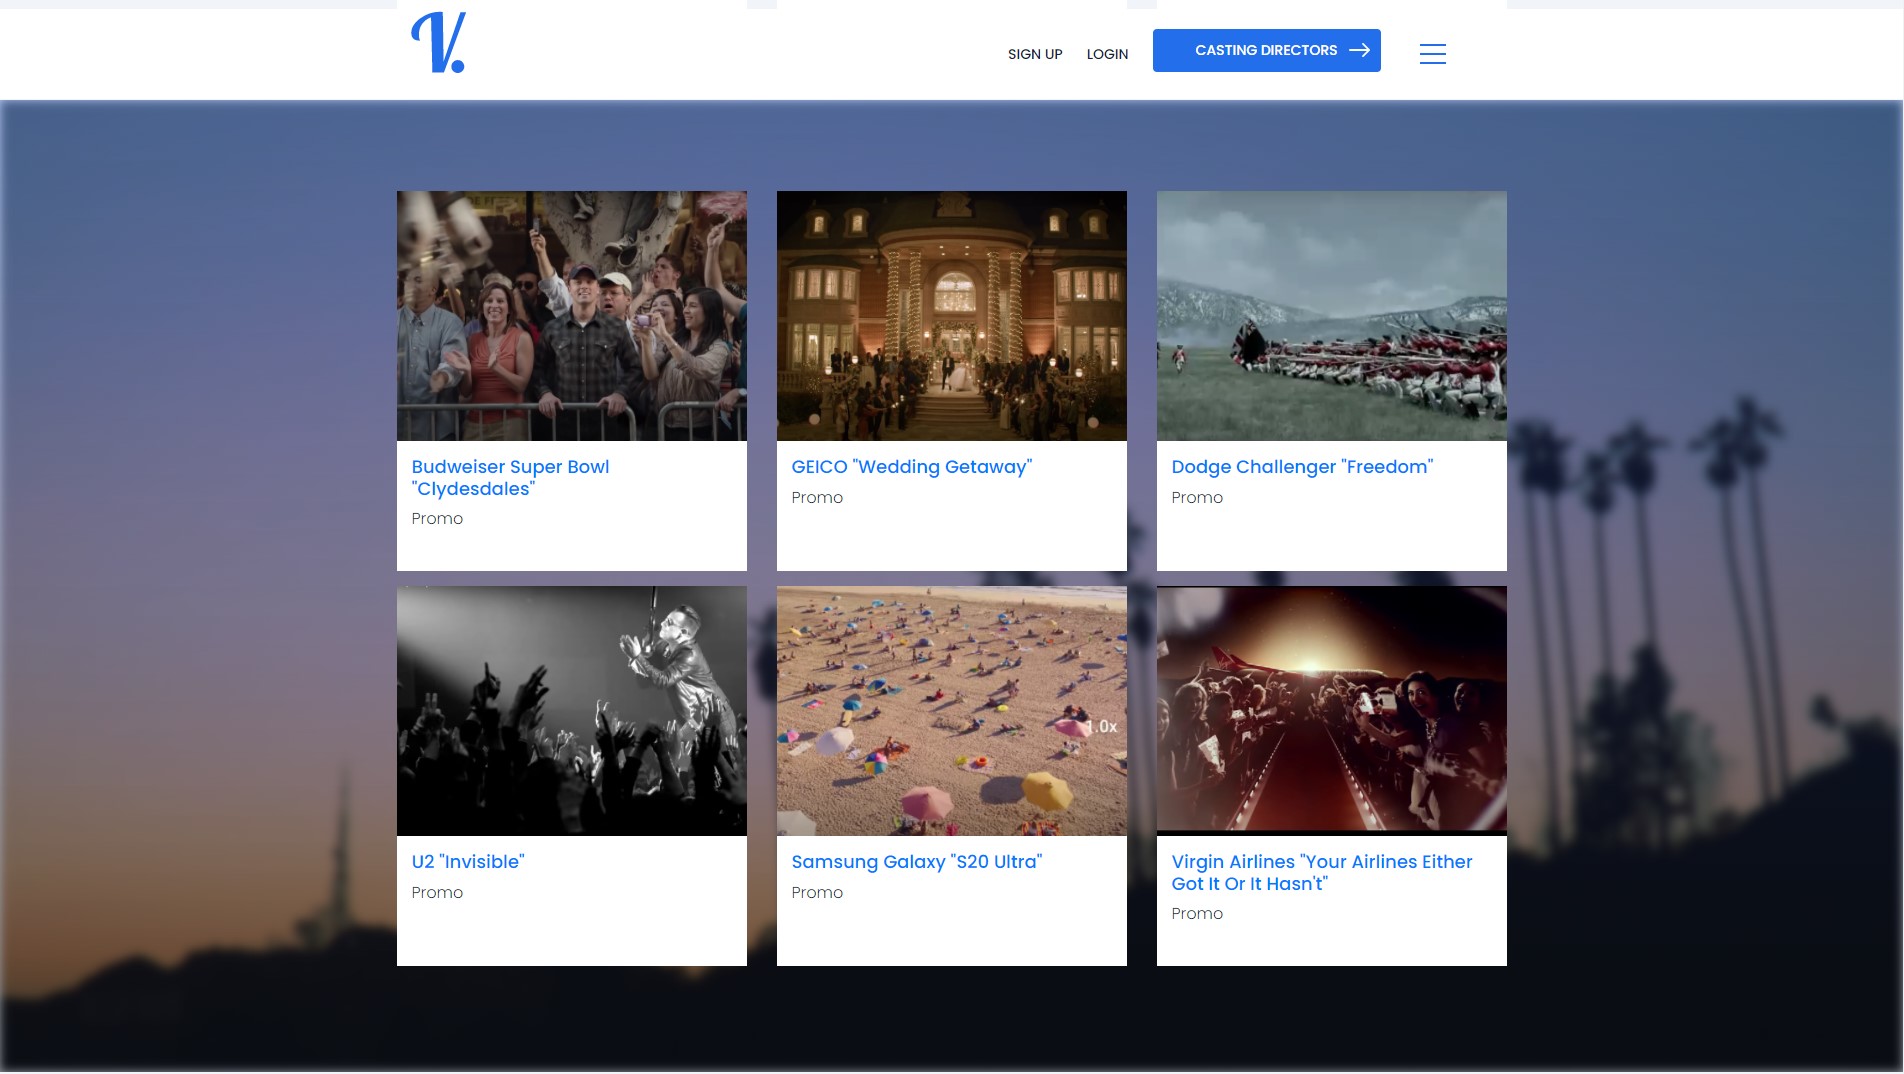 V.
SIGN UP
LOGIN
CASTING DIRECTORS
Budweiser Super Bowl
"Clydesdales"
Promo
GEICO "Wedding Getaway"
Promo
Dodge Challenger "Freedom"
Promo
U2 "Invisible"
Promo
1.0x
Samsung Galaxy "S20 Ultra"
Promo
Virgin Airlines "Your Airlines Either
Got It Or It Hasn't"
Promo